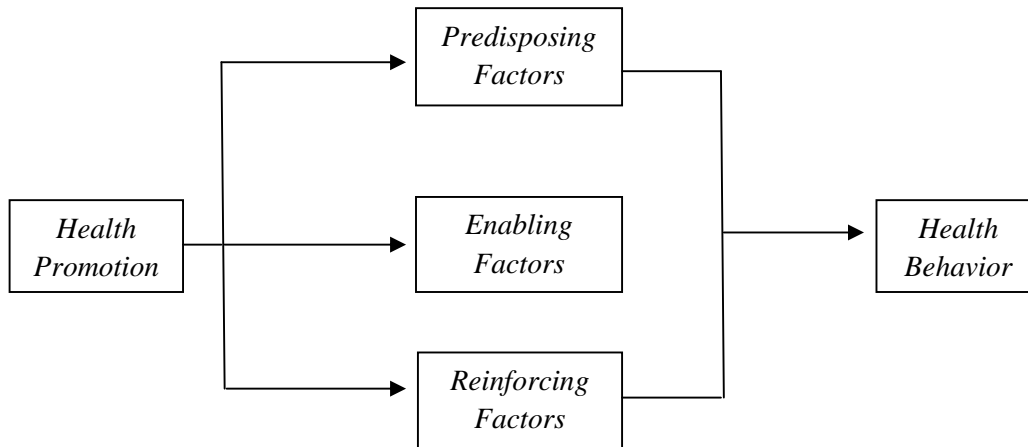 Predisposing
Factors
Health
Promotion
Enabling
Factors
Health
Behavior
Reinforcing
Factors